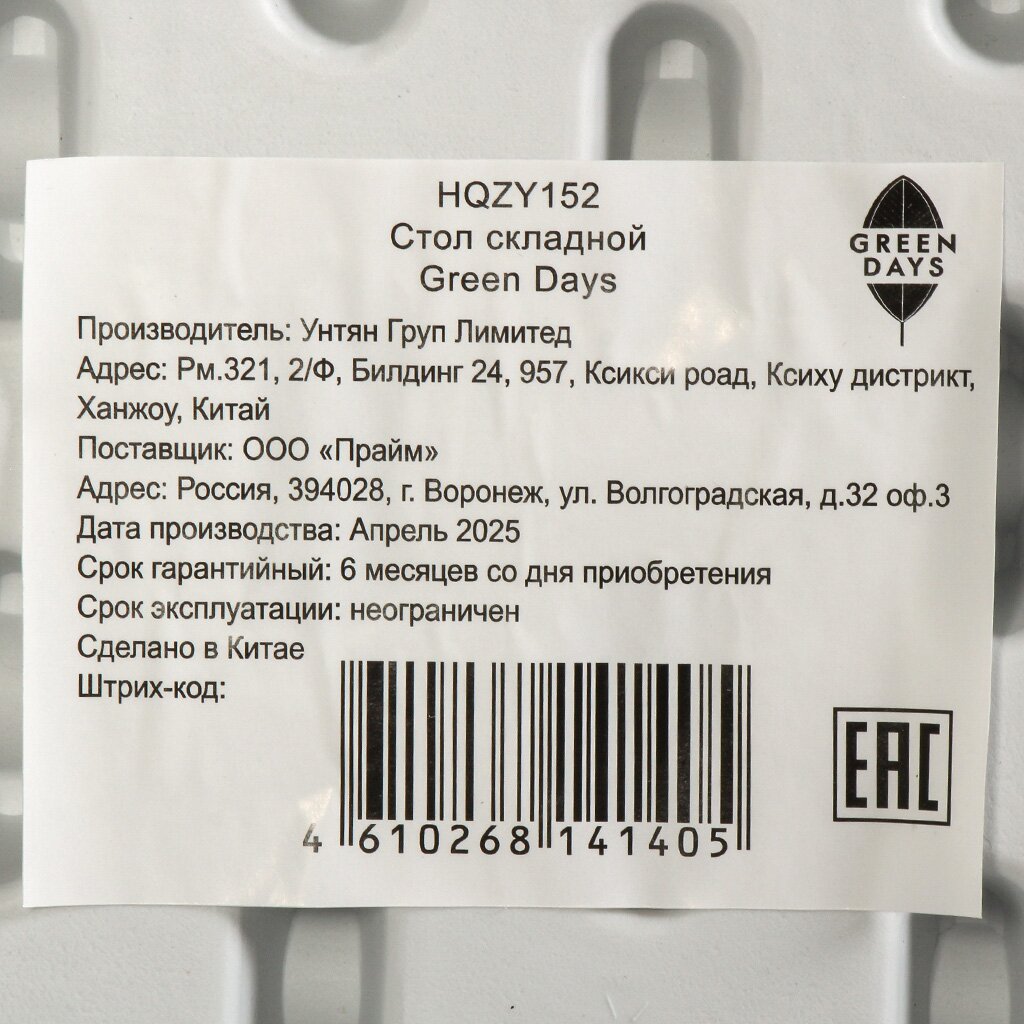 HQZY152
Стол складной
Green Days
GREEN
DAYS
Производитель: Унтян Груп Лимитед
Адрес: Рм.321, 2/Ф, Билдинг 24, 957, Ксикси роад, Ксиху дистрикт,
Ханжоу, Китай
Поставщик: ООО «Прайм»
Адрес: Россия, 394028, г. Воронеж, ул. Волгоградская, д.32 оф.3
Дата производства: Апрель 2025
Срок гарантийный: 6 месяцев со дня приобретения
Срок эксплуатации: неограничен
Сделано в Китае
Штрих-код:
4 610268 141405
EAC